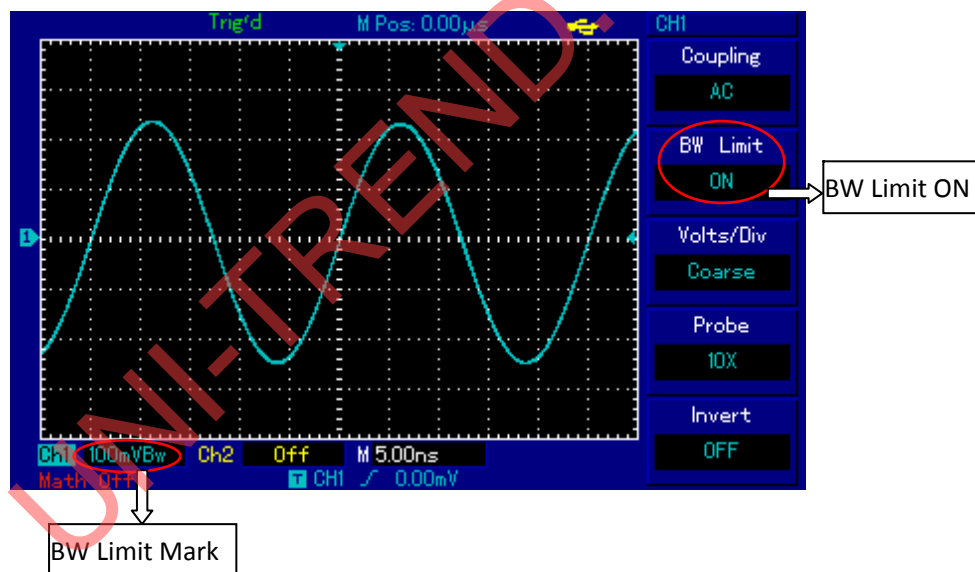 Trig'd M Pos: 0.00μs CH1
Coupling
AC
BW Limit
ON
BW Limit ON
1
Volts/Div
Coarse
Probe
10X
Invert
OFF
Ch1 100mVBw Ch2 Off M 5.00ns
Math Off T CH1 0.00mV
BW Limit Mark
UNI-TREND.